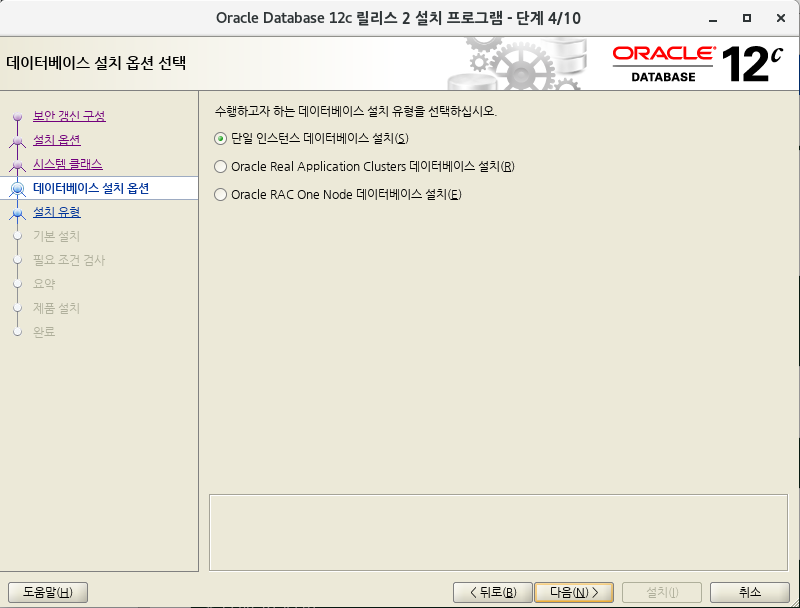 Oracle Database 12c 릴리스 2 설치 프로그램 - 단계 4/10
데이터베이스 설치 옵션 선택
ORACLE
DATABASE
12c
보안 갱신 구성
설치 옵션
시스템 클래스
데이터베이스 설치 옵션
설치 유형
기본 설치
필요 조건 검사
요약
제품 설치
완료
수행하고자 하는 데이터베이스 설치 유형을 선택하십시오.
단일 인스턴스 데이터베이스 설치(S)
Oracle Real Application Clusters 데이터베이스 설치(R)
Oracle RAC One Node 데이터베이스 설치(E)
도움말(H)
< 뒤로(B)
다음(N) >
설치(I)
취소